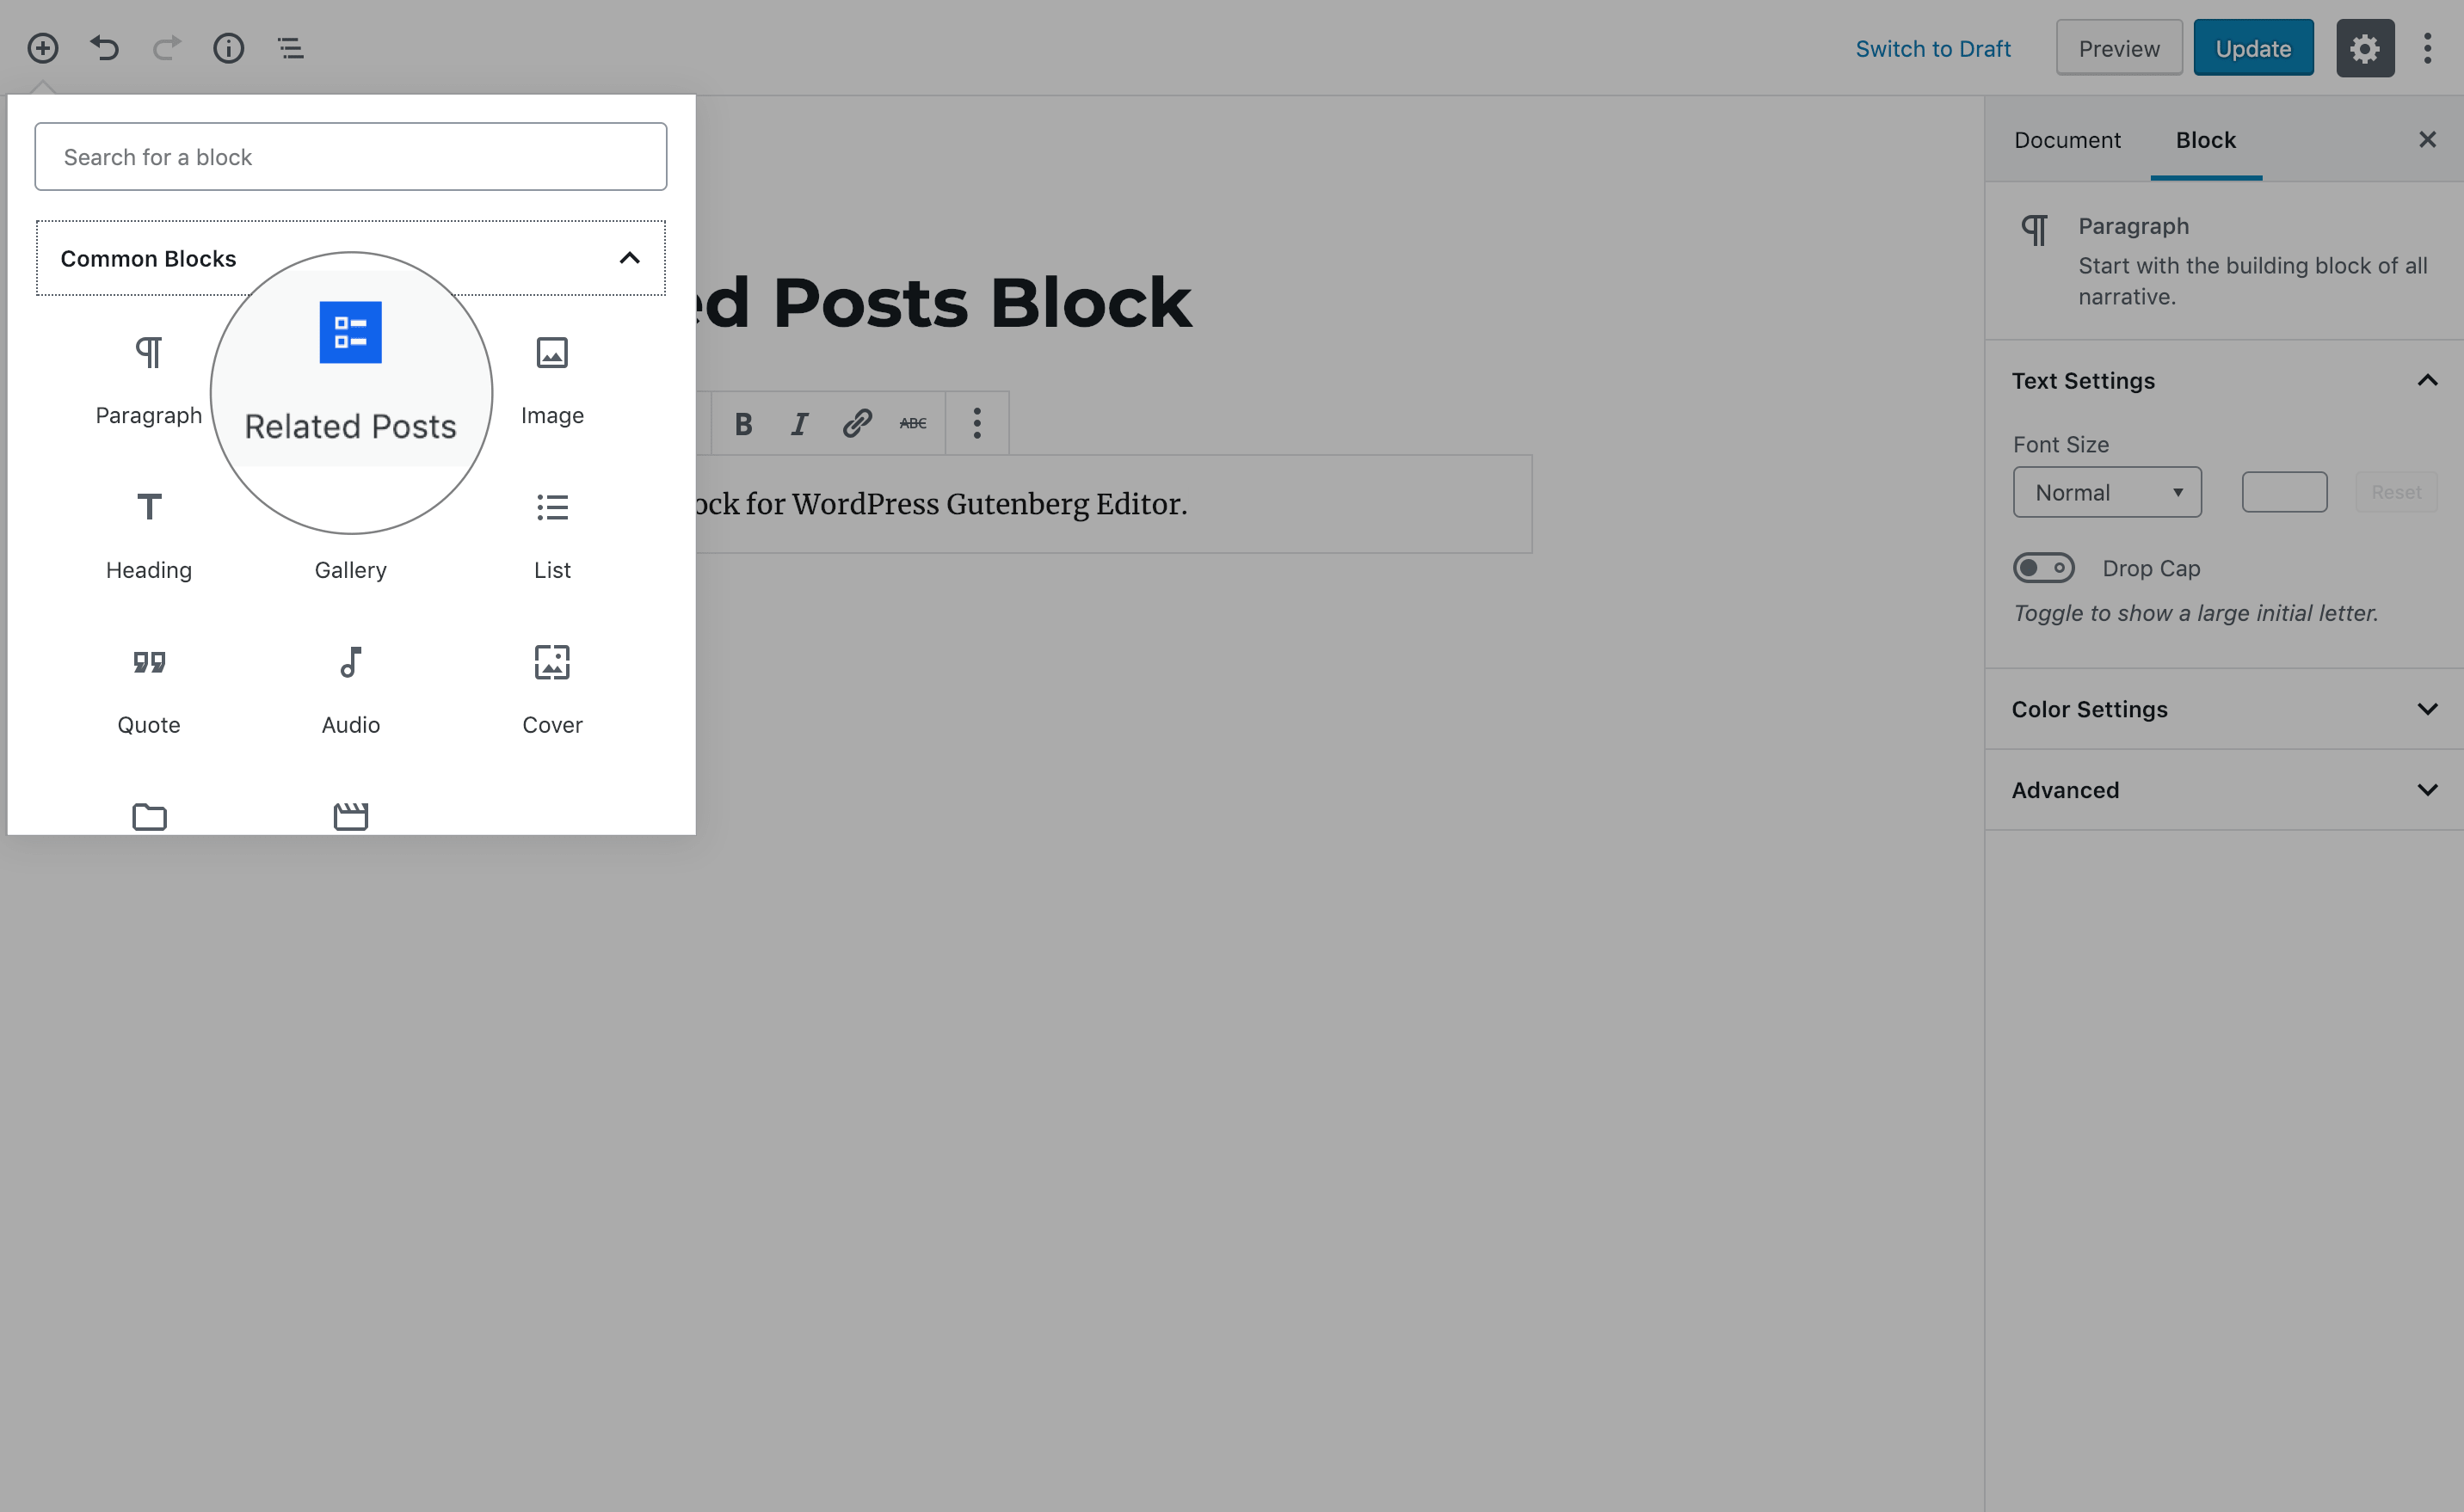 Switch to Draft
Preview
Update
Search for a block
Common Blocks
Related Posts
Paragraph
Image
Heading
Gallery
List
Quote
Audio
Cover
ed Posts Block
B I ABC
ock for WordPress Gutenberg Editor.
Document
Block
Paragraph
Start with the building block of all
narrative.
Text Settings
Font Size
Normal
Reset
Drop Cap
Toggle to show a large initial letter.
Color Settings
Advanced